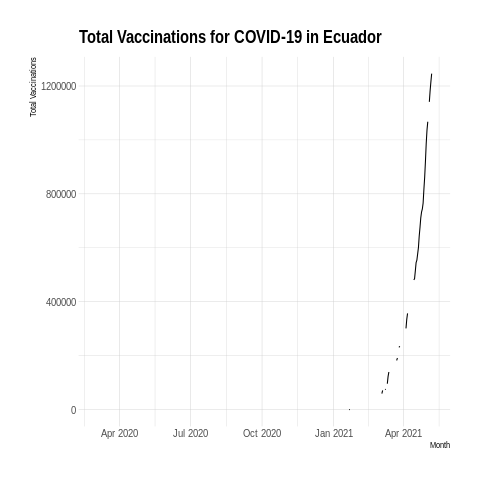 Total Vaccinations for COVID-19 in Ecuador
Total Vaccinations
1200000
800000
400000
0
Apr 2020 Jul 2020 Oct 2020 Jan 2021 Apr 2021
Month